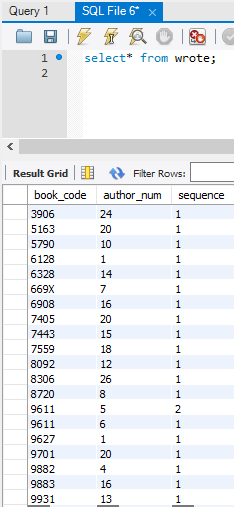 Query 1
SQL File 6*
1 select* from wrote;
2
Result Grid Filter Rows:
book_code author_num sequence
3906 24 1
5163 20 1
5790 10 1
6128 1 1
6328 14 1
669X 7 1
6908 16 1
7405 20 1
7443 15 1
7559 18 1
8092 12 1
8306 26 1
8720 8 1
9611 5 2
9611 6 1
9627 1 1
9701 20 1
9882 4 1
9883 16 1
9931 13 1